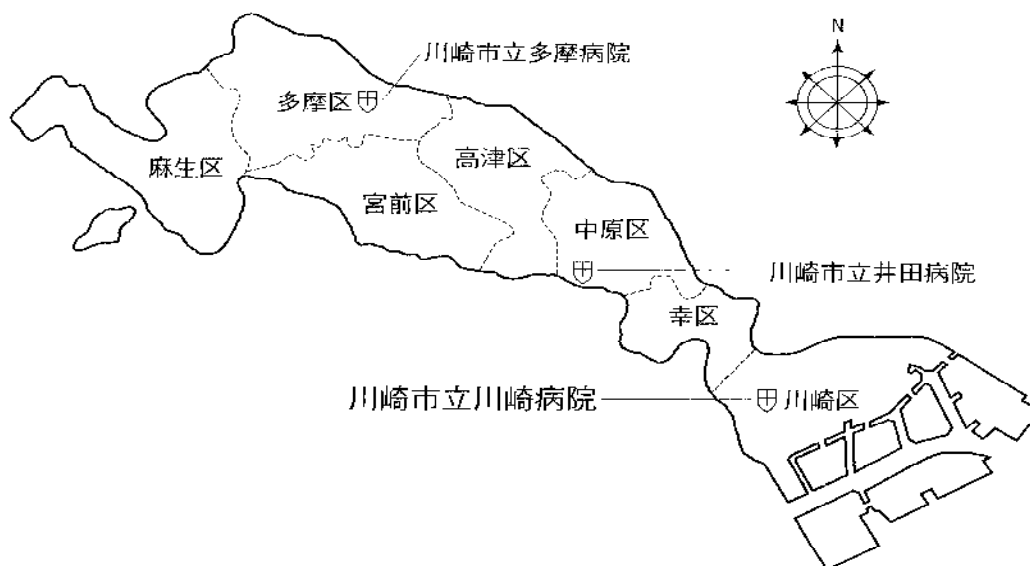 N
川崎市立多摩病院
多摩区
高津区
麻生区
宮前区
中原区
川崎市立井田病院
幸区
川崎市立川崎病院
川崎区